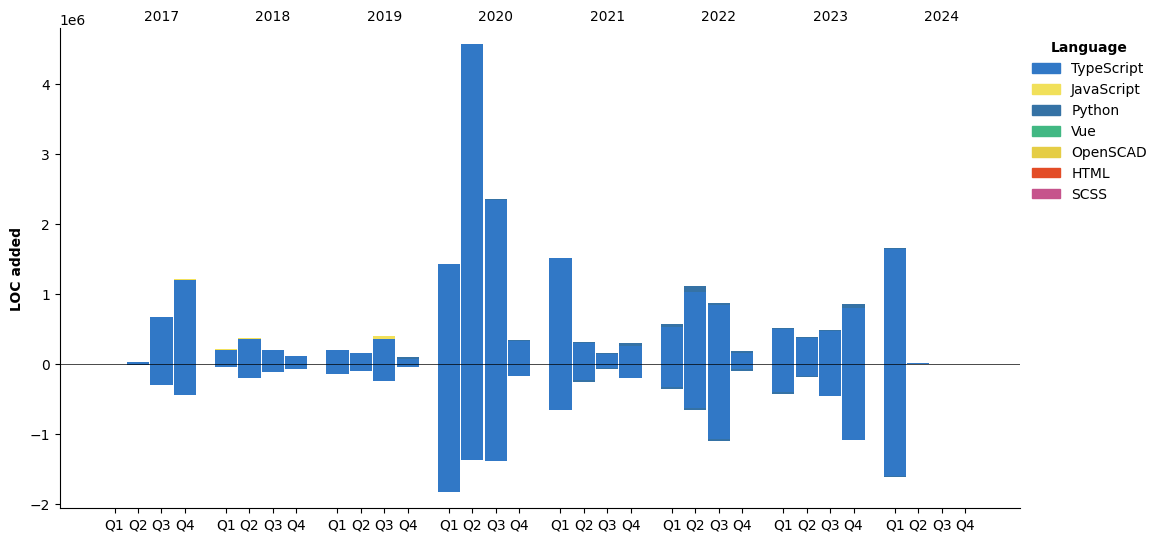 2017 2018 2019 2020 2021 2022 2023 2024
1e6
Language
TypeScript
JavaScript
Python
Vue
OpenSCAD
HTML
SCSS
LOC added
4
3
2
1
0
−1
−2
Q1 Q2 Q3 Q4 Q1 Q2 Q3 Q4 Q1 Q2 Q3 Q4 Q1 Q2 Q3 Q4 Q1 Q2 Q3 Q4 Q1 Q2 Q3 Q4 Q1 Q2 Q3 Q4 Q1 Q2 Q3 Q4